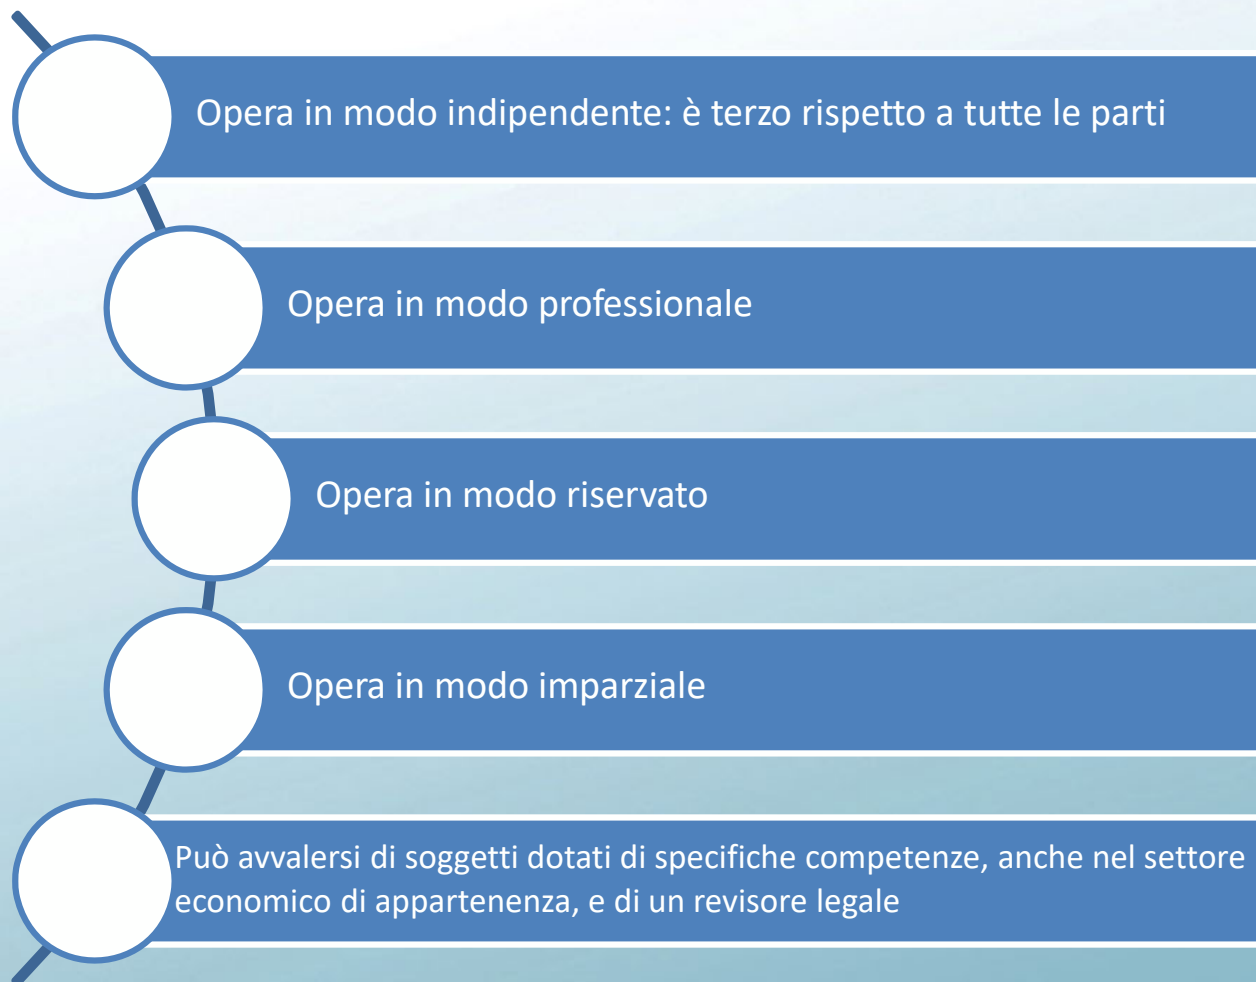 Opera in modo indipendente: è terzo rispetto a tutte le parti
Opera in modo professionale
Opera in modo riservato
Opera in modo imparziale
Può avvalersi di soggetti dotati di specifiche competenze, anche nel settore
economico di appartenenza, e di un revisore legale